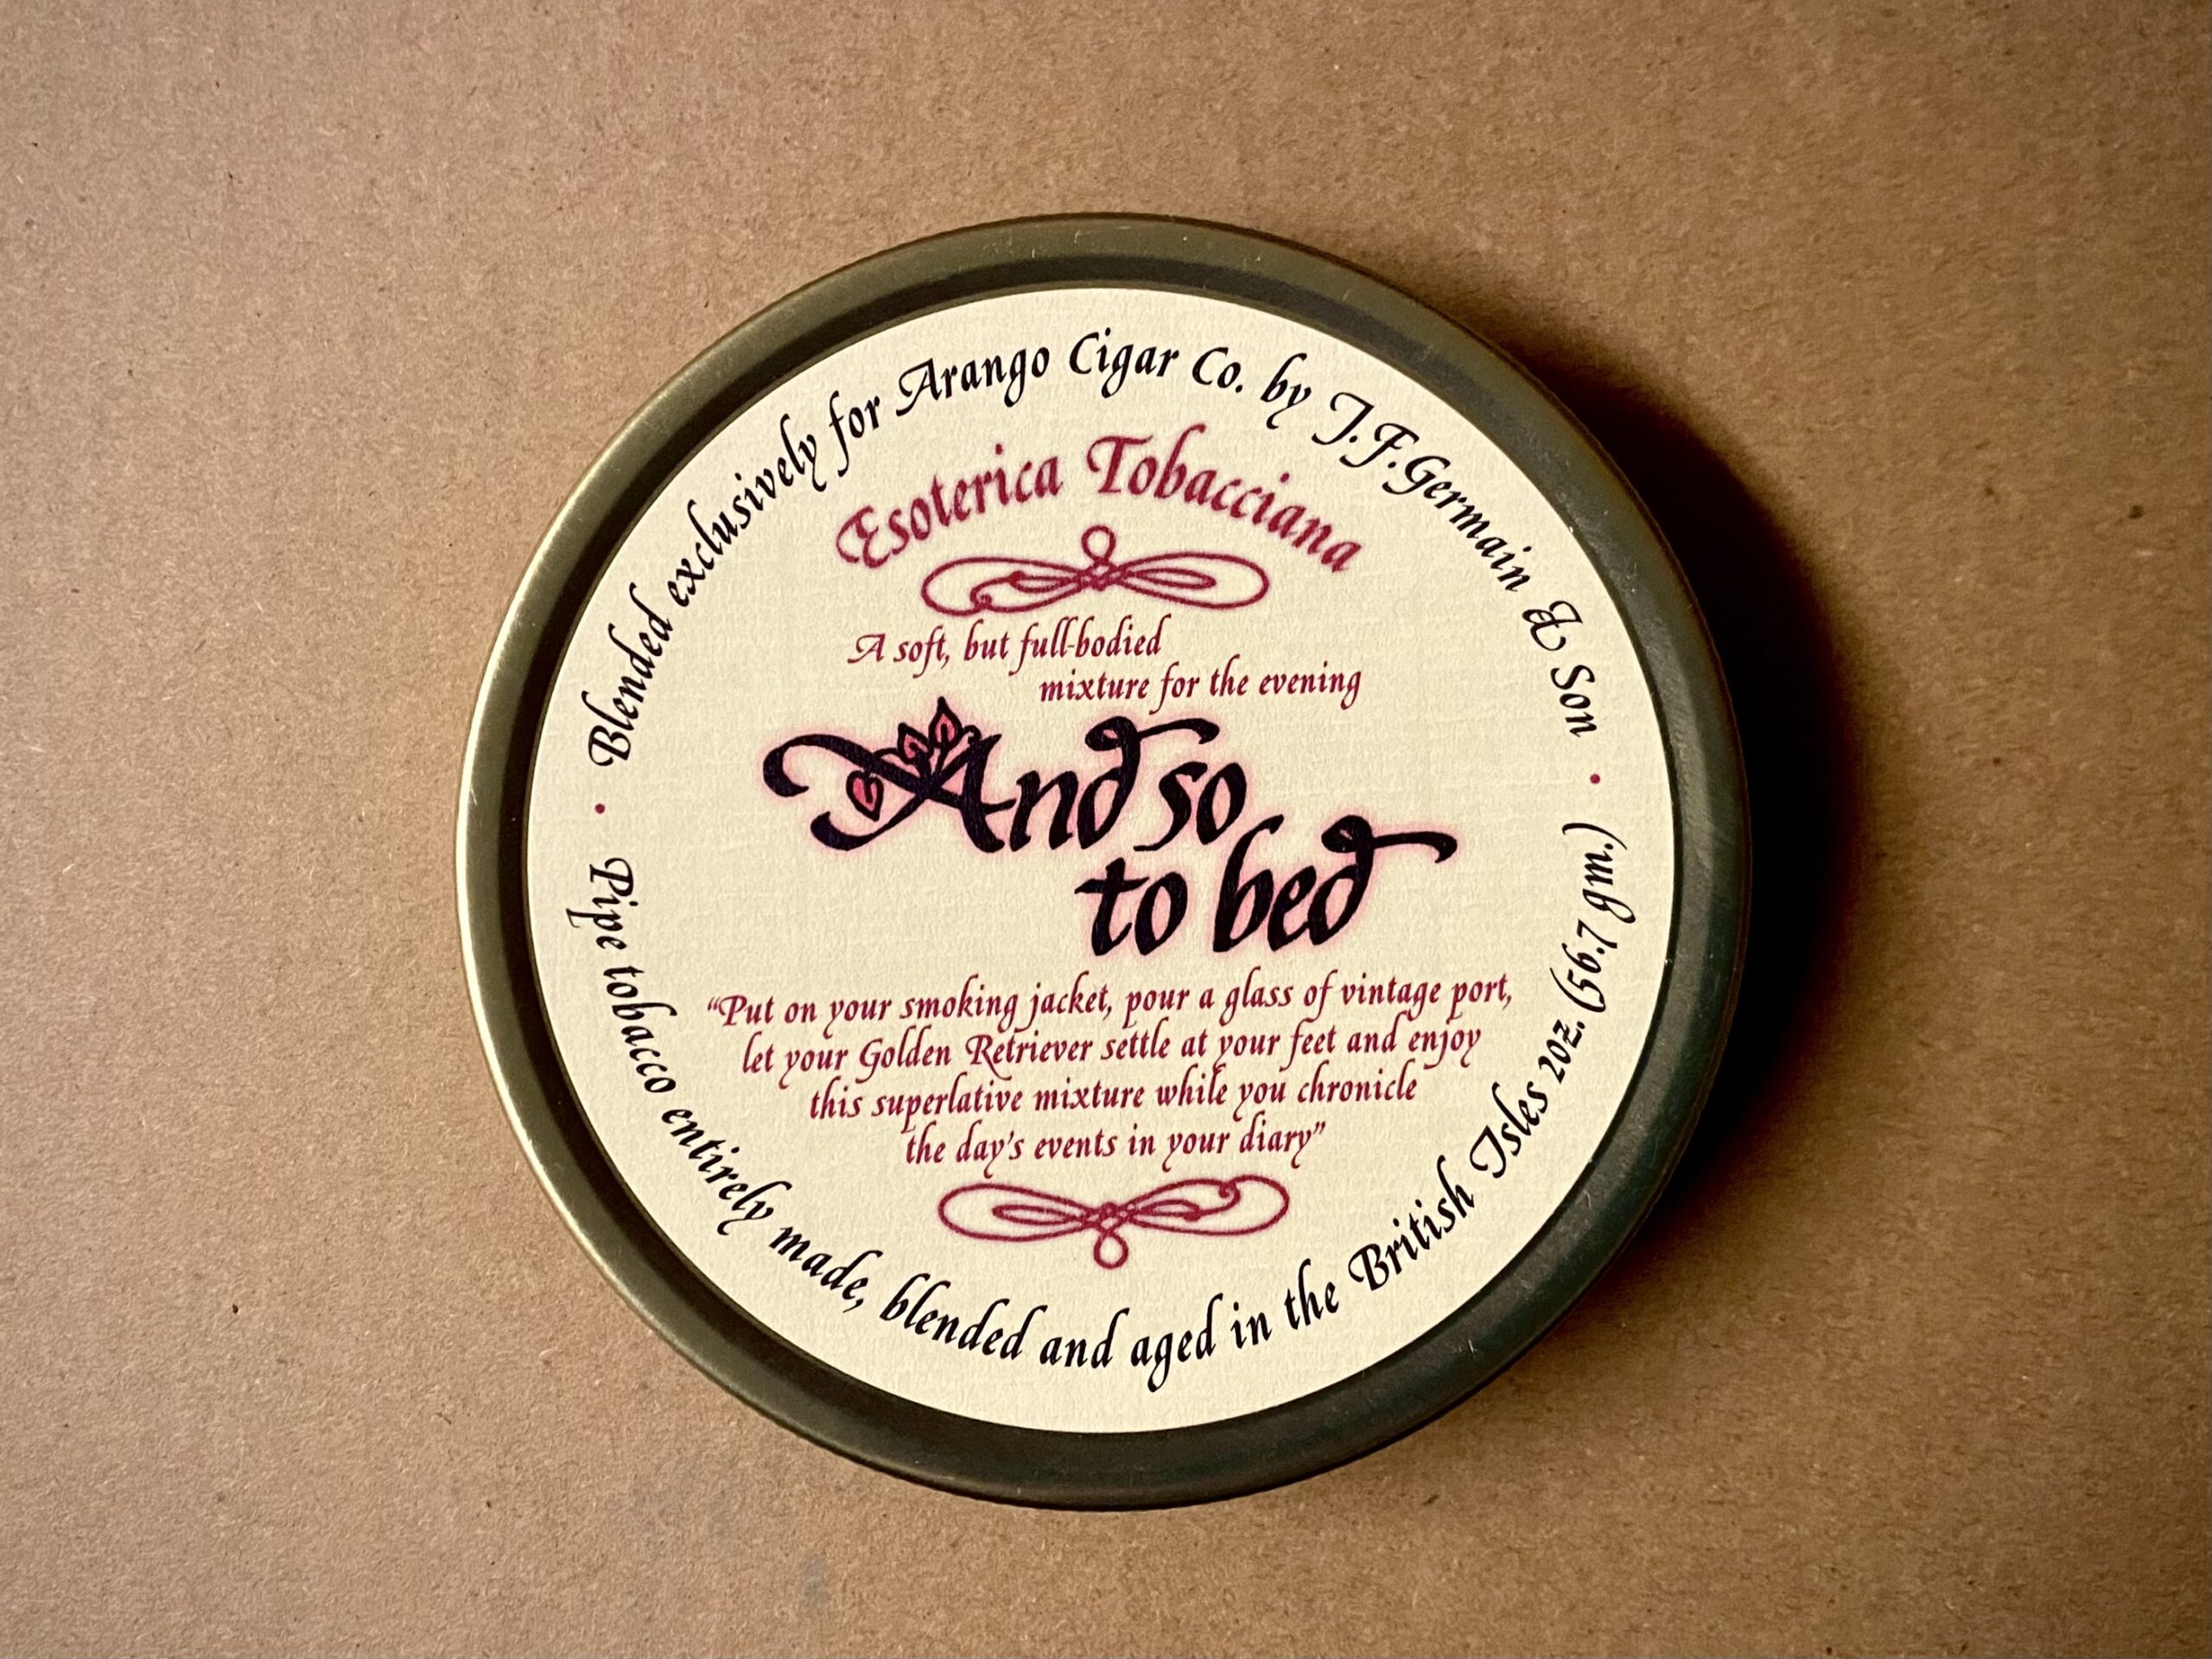 Blended exclusively for Arango Cigar Co. by J.F.Germain & Son
Esoterica Tobacciana
A soft, but full-bodied
mixture for the evening
And so
to bed
"Put on your smoking jacket, pour a glass of vintage port,
let your Golden Retriever settle at your feet and enjoy
this superlative mixture while you chronicle
the day's events in your diary"
Pipe tobacco entirely made, blended and aged in the British Isles 2oz. (56.7 gm.)